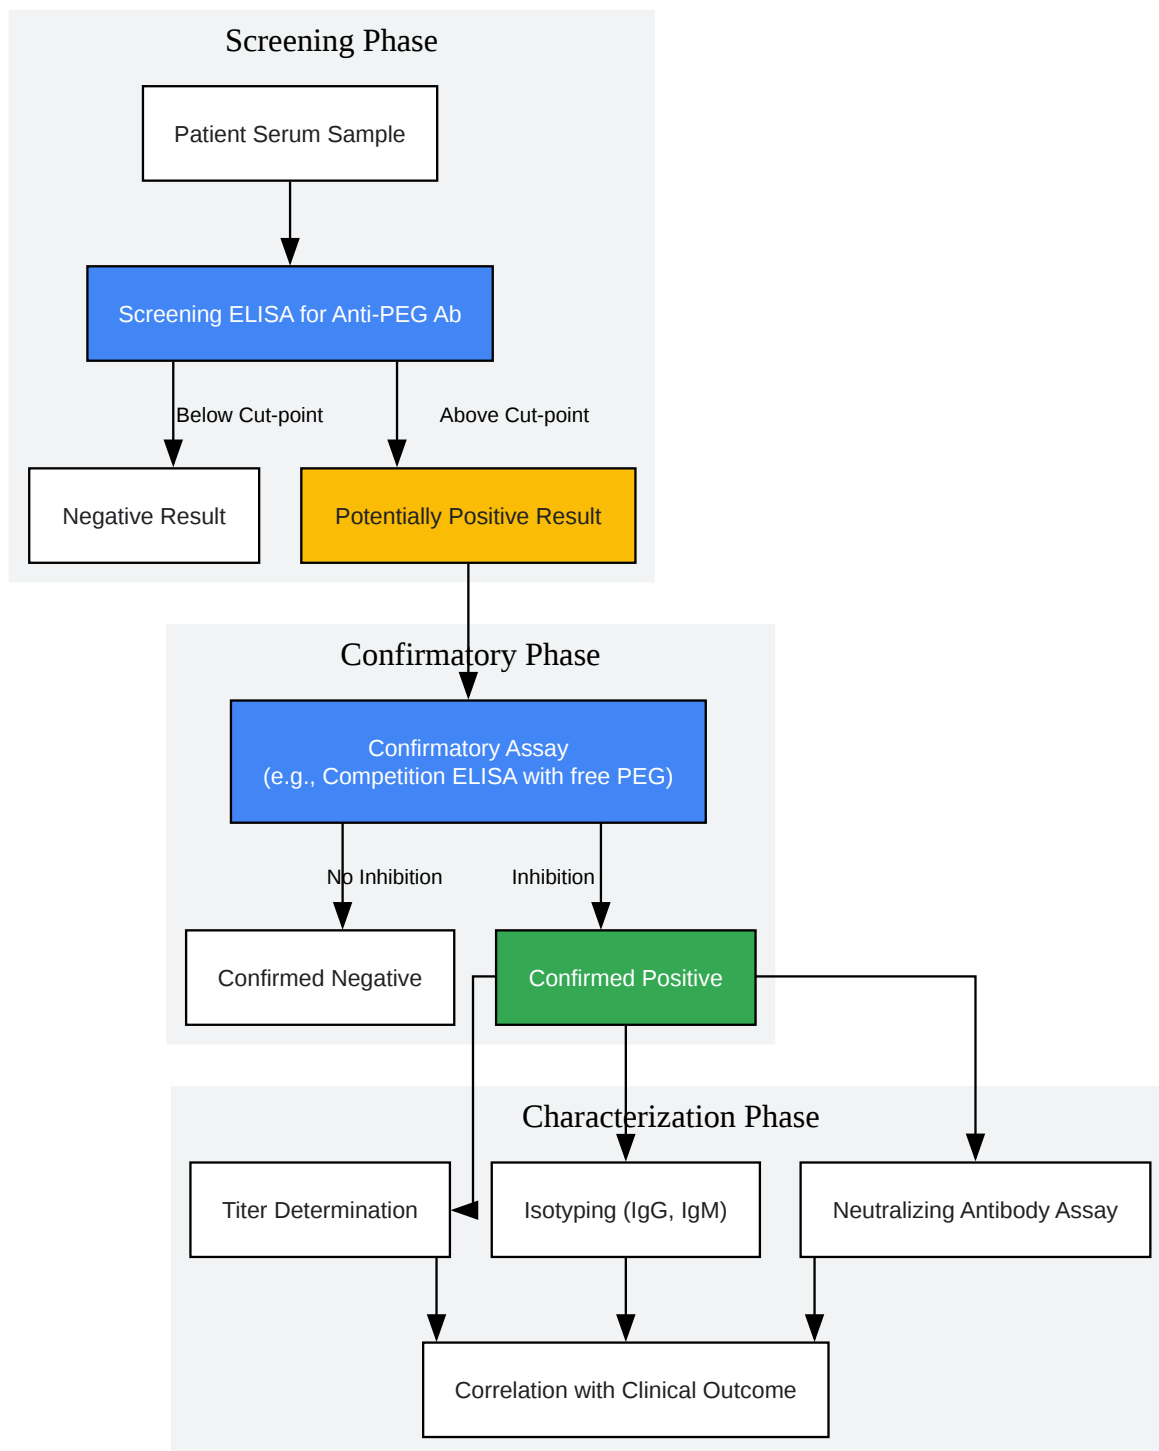 Screening Phase
Patient Serum Sample
Screening ELISA for Anti-PEG Ab
Below Cut-point
Above Cut-point
Negative Result
Potentially Positive Result
Confirmatory Phase
Confirmatory Assay
(e.g., Competition ELISA with free PEG)
No Inhibition
Inhibition
Confirmed Negative
Confirmed Positive
Characterization Phase
Titer Determination
Isotyping (IgG, IgM)
Neutralizing Antibody Assay
Correlation with Clinical Outcome